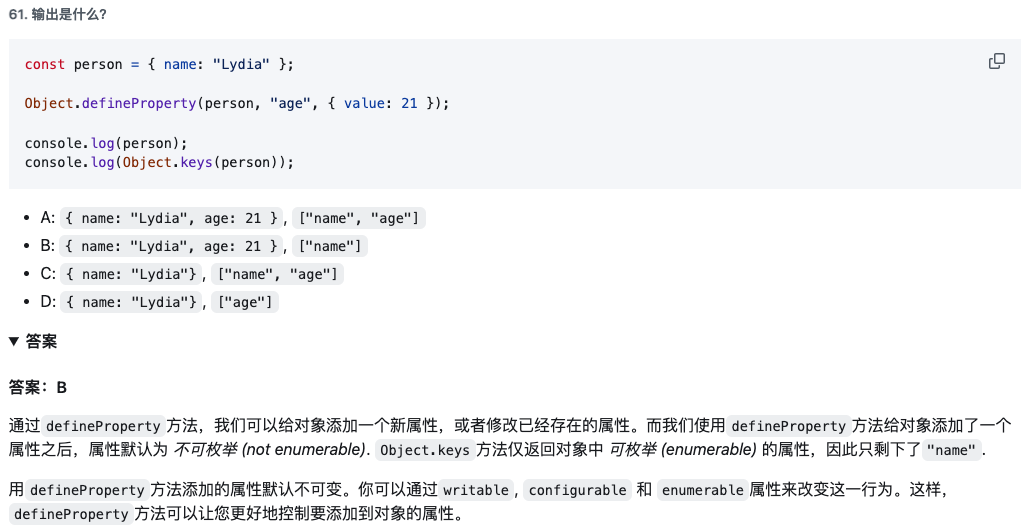 61. 输出是什么?
const person = { name: "Lydia" };
Object.defineProperty(person, "age", { value: 21 });
console.log(person);
console.log(Object.keys(person));
• A: { name: "Lydia", age: 21 }, ["name", "age"]
• B: { name: "Lydia", age: 21 }, ["name"]
• C: { name: "Lydia"}, ["name", "age"]
• D: { name: "Lydia"}, ["age"]
▼ 答案
答案：B
通过 defineProperty 方法，我们可以给对象添加一个新属性，或者修改已经存在的属性。而我们使用 defineProperty 方法给对象添加了一个
属性之后，属性默认为 不可枚举 (not enumerable). Object.keys 方法仅返回对象中 可枚举 (enumerable) 的属性，因此只剩下了 "name" .
用 defineProperty 方法添加的属性默认不可变。你可以通过 writable , configurable 和 enumerable 属性来改变这一行为。这样，
defineProperty 方法可以让您更好地控制要添加到对象的属性。